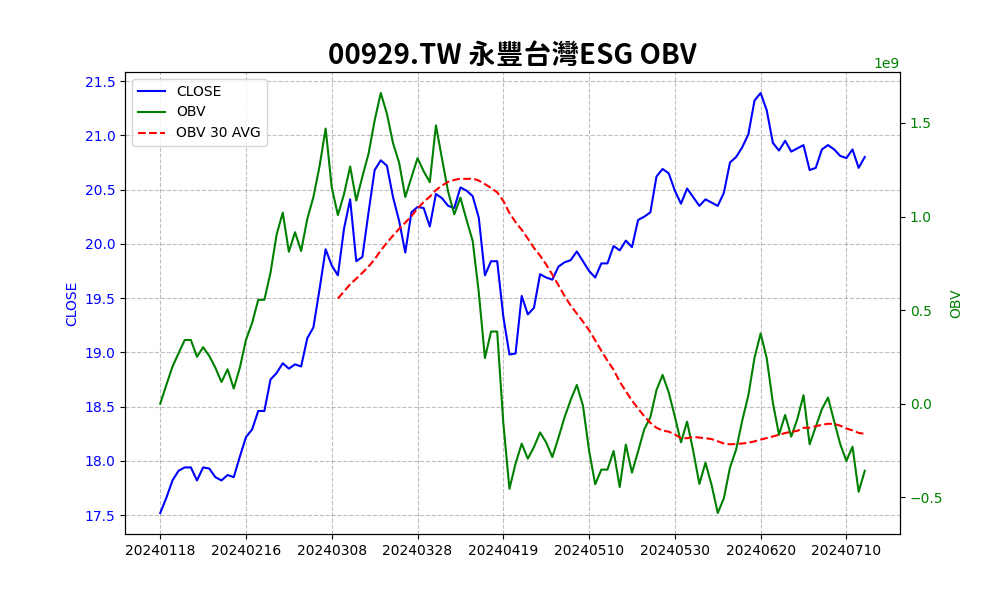 00929.TW 永豐台灣ESG OBV
1e9
CLOSE
OBV
OBV 30 AVG
21.5
21.0
20.5
20.0
19.5
19.0
18.5
18.0
17.5
CLOSE
1.5
1.0
0.5
0.0
−0.5
OBV
20240118 20240216 20240308 20240328 20240419 20240510 20240530 20240620 20240710